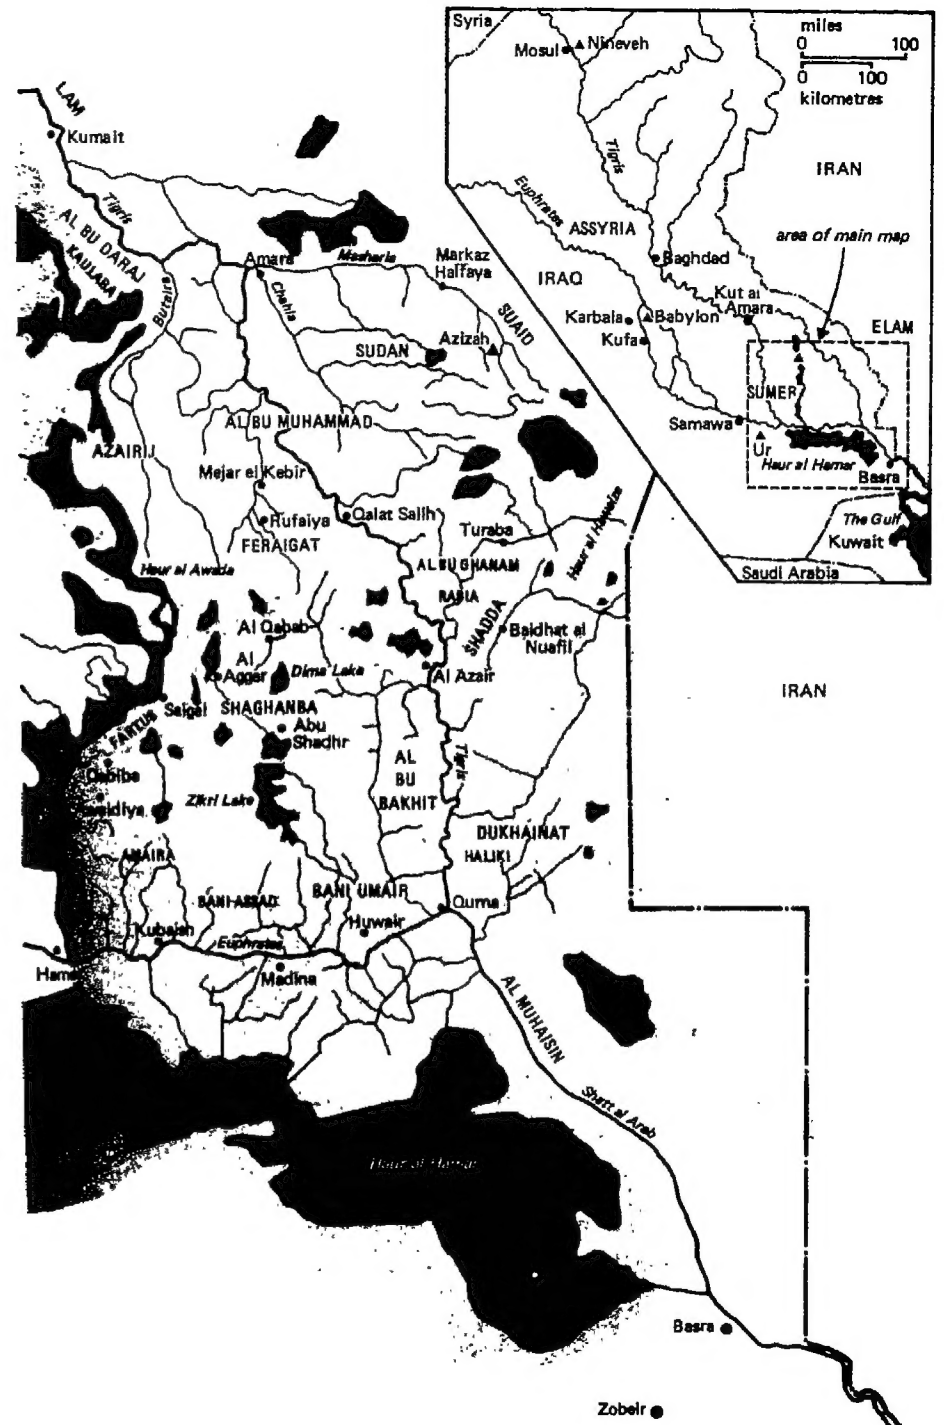 Syria
Mosul
Nineveh
miles
0 100
0 100
kilometres
Tigris
IRAN
Euphrates
ASSYRIA
area of main map
IRAQ
Baghdad
Kut al
Amara
Karbala
Babylon
Kufa
ELAM
SUMER
Samawa
Ur
Haur al Hamar
Basra
The Gulf
Kuwait
Saudi Arabia
LAM
Kumait
Tigris
AL BU DARAJ
KAULABA
Butaira
Amara
Masharia
Markaz
Halfaya
Chahla
SUAID
Azizah
SUDAN
AL BU MUHAMMAD
AZAIRIJ
Mejar el Kebir
Rufaiya
Qalat Salih
FERAIGAT
Turaba
Haur al Hawaiza
Haur al Awada
AL BU GHANAM
RABIA
SHADDA
Al Qabab
Baidhat al
Nuafil
Al
Aggar
Dima Lake
Al Azair
IRAN
Saigal
SHAGHANBA
FARTUS
Abu
Shadhr
AL
BU
BAKHIT
Tigris
Qabiba
Zikri Lake
DUKHAINAT
HALIKI
AMAIRA
BANI ASSAD
BANI UMAIR
Qurna
Kubaish
Huwair
Euphrates
Madina
AL MUHAISIN
Shatt al Arab
Haur al Hamar
Basra
Zobeir